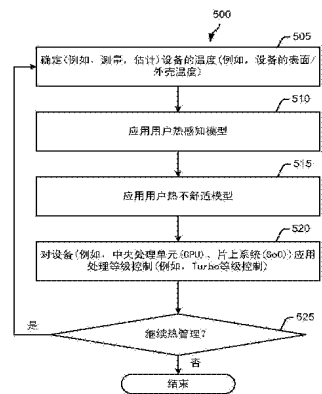 500
505
确定(例如、测量，估计)设备的温度(例如，设备的表面/
外壳温度)
510
应用用户热感知模型
515
应用用户热不舒适模型
520
对设备(例如，中央处理单元(CPU)、片上系统(SoC))应用
处理等级控制(例如，Turbo等级控制)
525
继续热管理?
是
否
结束